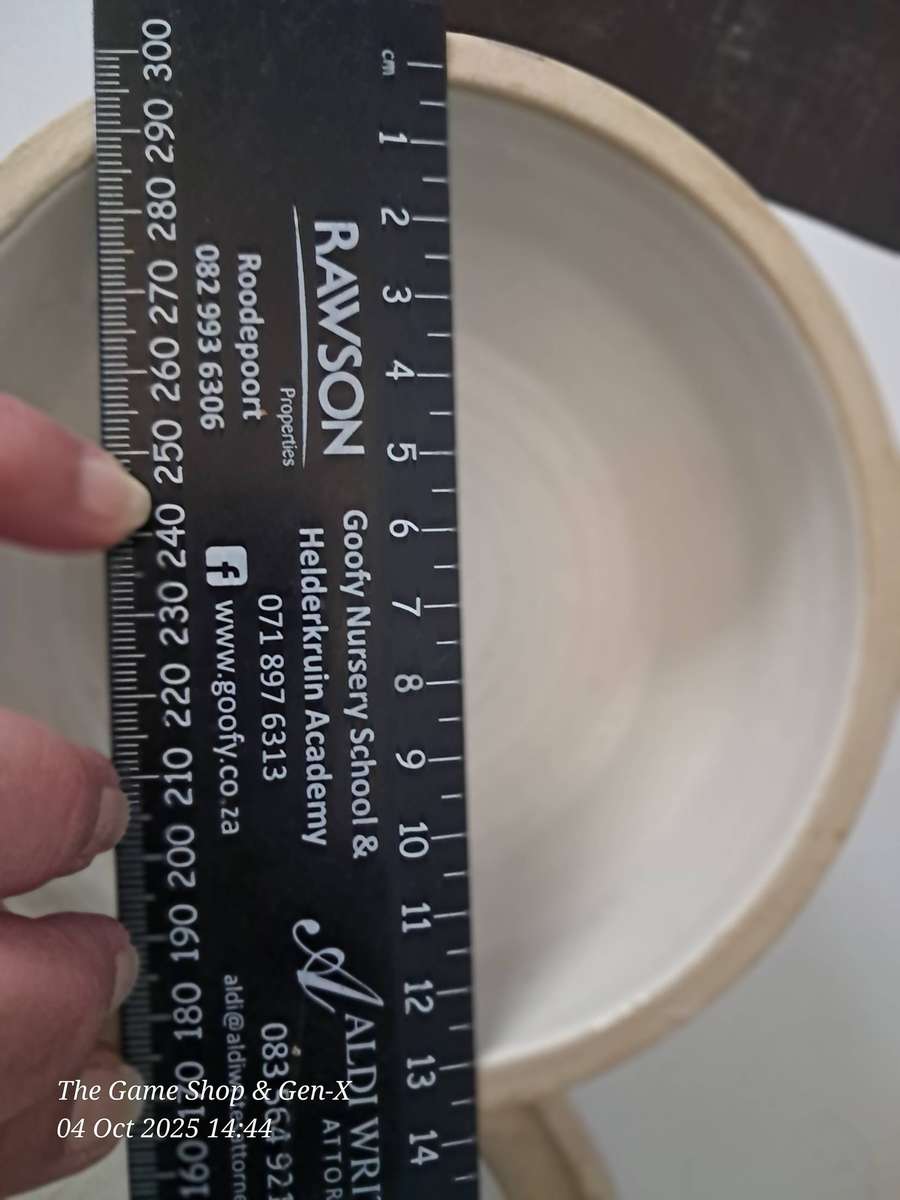 cm 1 2 3 4 5 6 7 8 9 10 11 12 13 14
RAWSON
Properties
Roodepoort
082 993 6306
Goofy Nursery School &
Helderkruin Academy
071 897 6313
f www.goofy.co.za
ALDI
083
300 290 280 270 260 250 240 230 220 210 200 190 180 160
The Game Shop & Gen-X
04 Oct 2025 14:44